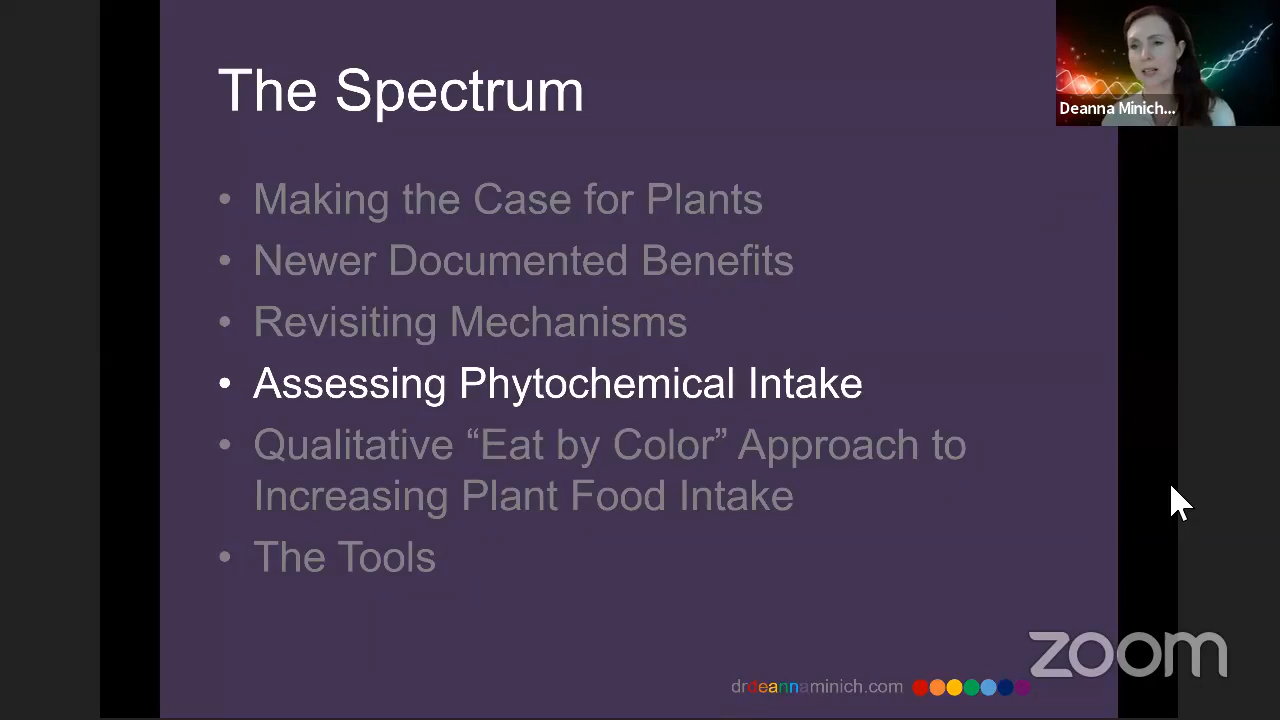 The Spectrum
Deanna Minich...
• Making the Case for Plants
• Newer Documented Benefits
• Revisiting Mechanisms
• Assessing Phytochemical Intake
• Qualitative “Eat by Color” Approach to
Increasing Plant Food Intake
• The Tools
zoom
drdeannaminich.com